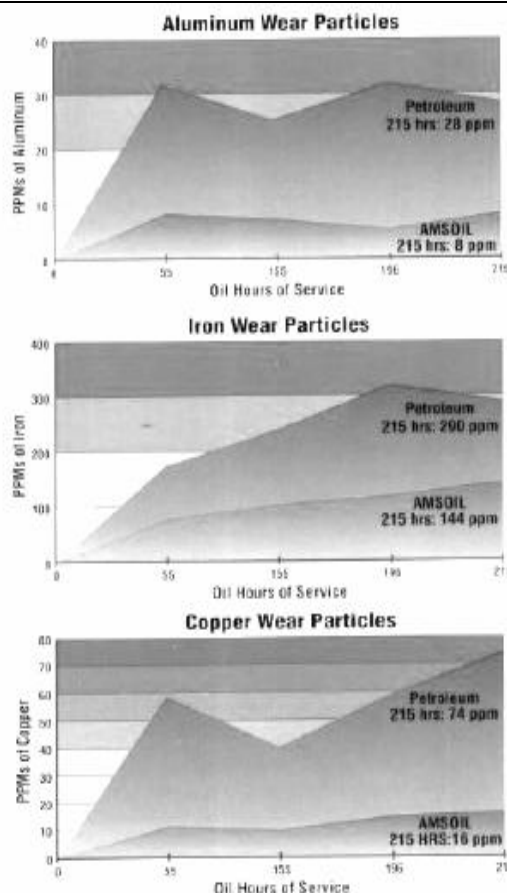 Aluminum Wear Particles
40
30
20
10
0
PPMs of Aluminum
Petroleum
215 hrs: 28 ppm
AMSOIL
215 hrs: 8 ppm
0 55 155 196 215
Oil Hours of Service
Iron Wear Particles
400
300
200
100
0
PPMs of Iron
Petroleum
215 hrs: 290 ppm
AMSOIL
215 hrs: 144 ppm
0 55 155 196
Oil Hours of Service
Copper Wear Particles
80
70
60
50
40
30
20
10
0
PPMs of Copper
Petroleum
215 hrs: 74 ppm
AMSOIL
215 HRS:16 ppm
0 55 155 196
Oil Hours of Service